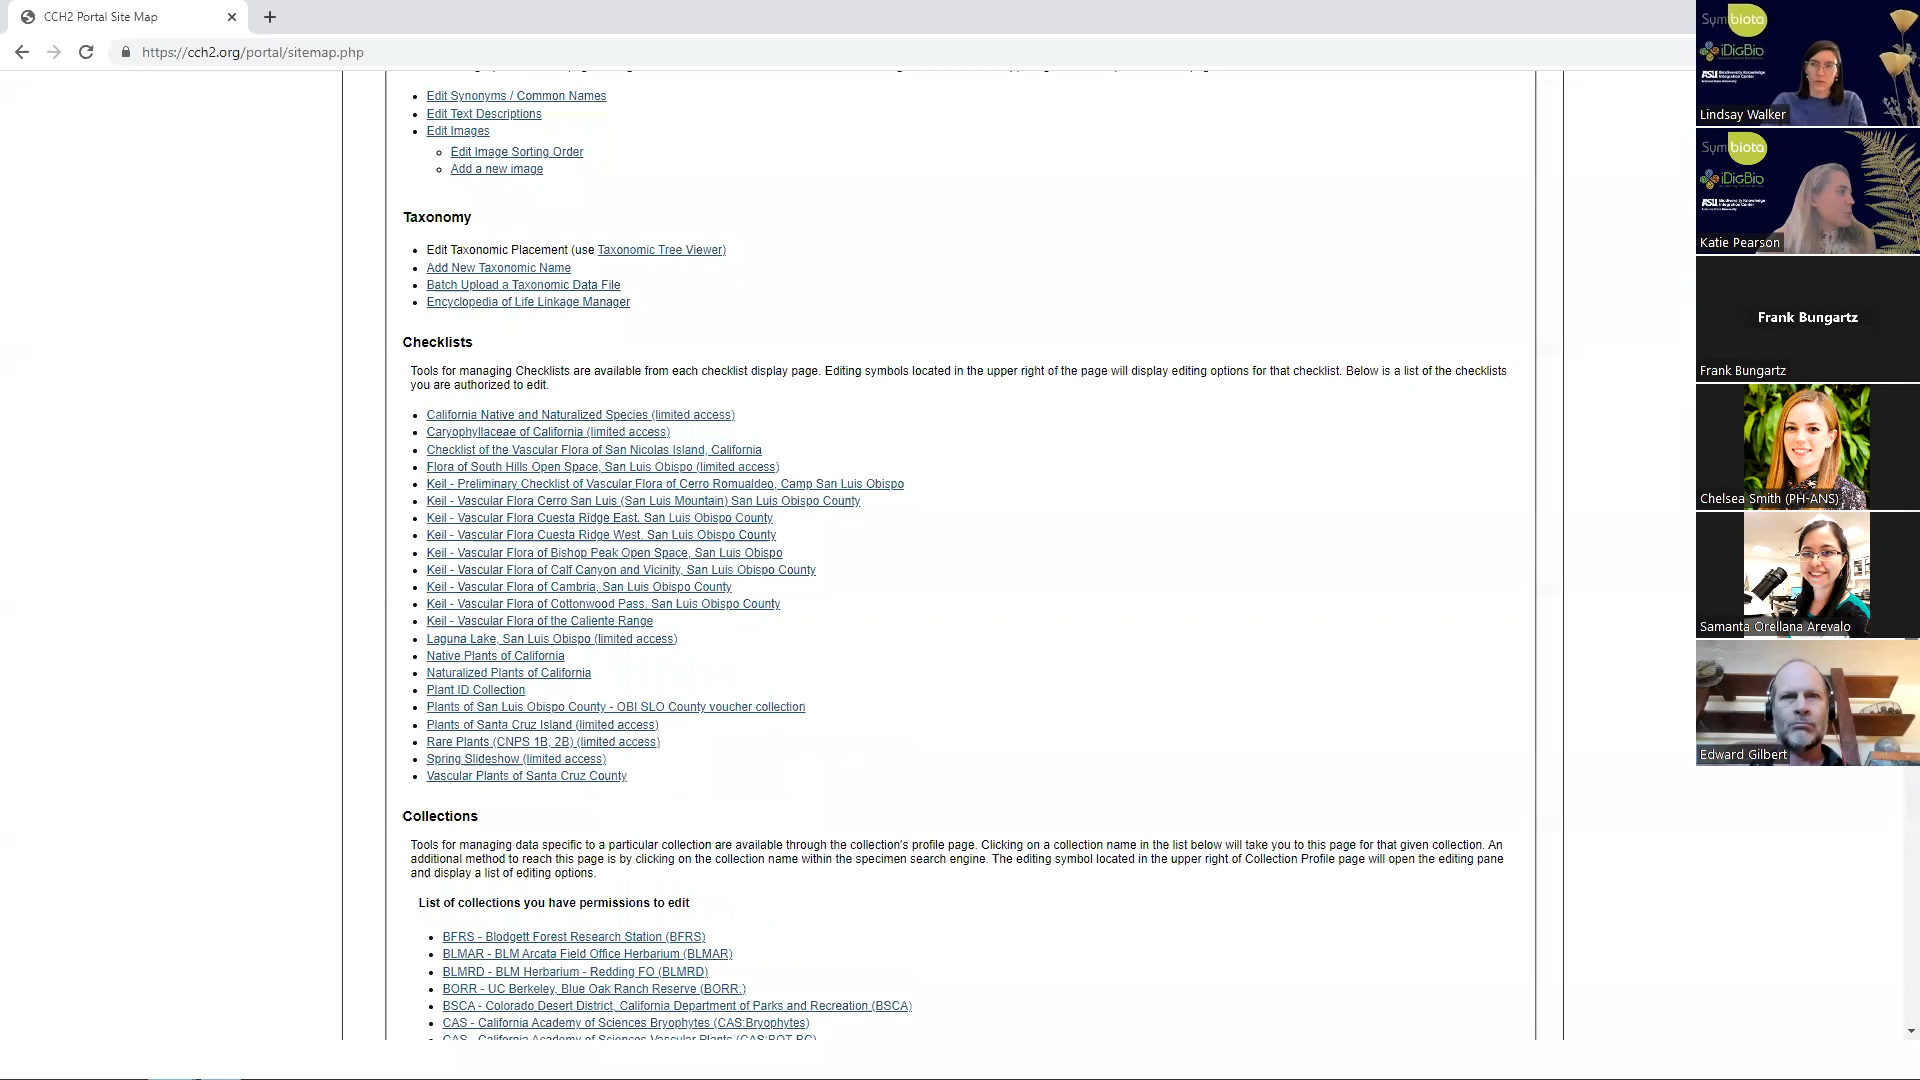 CCH2 Portal Site Map
https://cch2.org/portal/sitemap.php
Edit Synonyms / Common Names
Edit Text Descriptions
Edit Images
Edit Image Sorting Order
Add a new image
Taxonomy
Edit Taxonomic Placement (use Taxonomic Tree Viewer)
Add New Taxonomic Name
Batch Upload a Taxonomic Data File
Encyclopedia of Life Linkage Manager
Checklists
Tools for managing Checklists are available from each checklist display page. Editing symbols located in the upper right of the page will display editing options for that checklist. Below is a list of the checklists
you are authorized to edit.
California Native and Naturalized Species (limited access)
Caryophyllaceae of California (limited access)
Checklist of the Vascular Flora of San Nicolas Island, California
Flora of South Hills Open Space, San Luis Obispo (limited access)
Keil - Preliminary Checklist of Vascular Flora of Cerro Romualdeo, Camp San Luis Obispo
Keil - Vascular Flora Cerro San Luis (San Luis Mountain) San Luis Obispo County
Keil - Vascular Flora Cuesta Ridge East, San Luis Obispo County
Keil - Vascular Flora Cuesta Ridge West, San Luis Obispo County
Keil - Vascular Flora of Bishop Peak Open Space, San Luis Obispo
Keil - Vascular Flora of Calf Canyon and Vicinity, San Luis Obispo County
Keil - Vascular Flora of Cambria, San Luis Obispo County
Keil - Vascular Flora of Cottonwood Pass, San Luis Obispo County
Keil - Vascular Flora of the Caliente Range
Laguna Lake, San Luis Obispo (limited access)
Native Plants of California
Naturalized Plants of California
Plant ID Collection
Plants of San Luis Obispo County - OBI SLO County voucher collection
Plants of Santa Cruz Island (limited access)
Rare Plants (CNPS 1B, 2B) (limited access)
Spring Slideshow (limited access)
Vascular Plants of Santa Cruz County
Collections
Tools for managing data specific to a particular collection are available through the collection's profile page. Clicking on a collection name in the list below will take you to this page for that given collection. An
additional method to reach this page is by clicking on the collection name within the specimen search engine. The editing symbol located in the upper right of Collection Profile page will open the editing pane
and display a list of editing options.
List of collections you have permissions to edit
BFRS - Blodgett Forest Research Station (BFRS)
BLMAR - BLM Arcata Field Office Herbarium (BLMAR)
BLMRD - BLM Herbarium - Redding FO (BLMRD)
BORR - UC Berkeley, Blue Oak Ranch Reserve (BORR:)
BSCA - Colorado Desert District, California Department of Parks and Recreation (BSCA)
CAS - California Academy of Sciences Bryophytes (CAS:Bryophytes)
CAS - California Academy of Sciences Vascular Plants (CAS:BOT-BC)
Symbiota
iDigBio
ASU Biodiversity Knowledge
Integration Center
Lindsay Walker
Symbiota
iDigBio
ASU Biodiversity Knowledge
Integration Center
Katie Pearson
Frank Bungartz
Frank Bungartz
Chelsea Smith (PH-ANS)
Samanta Orellana Arevalo
Edward Gilbert